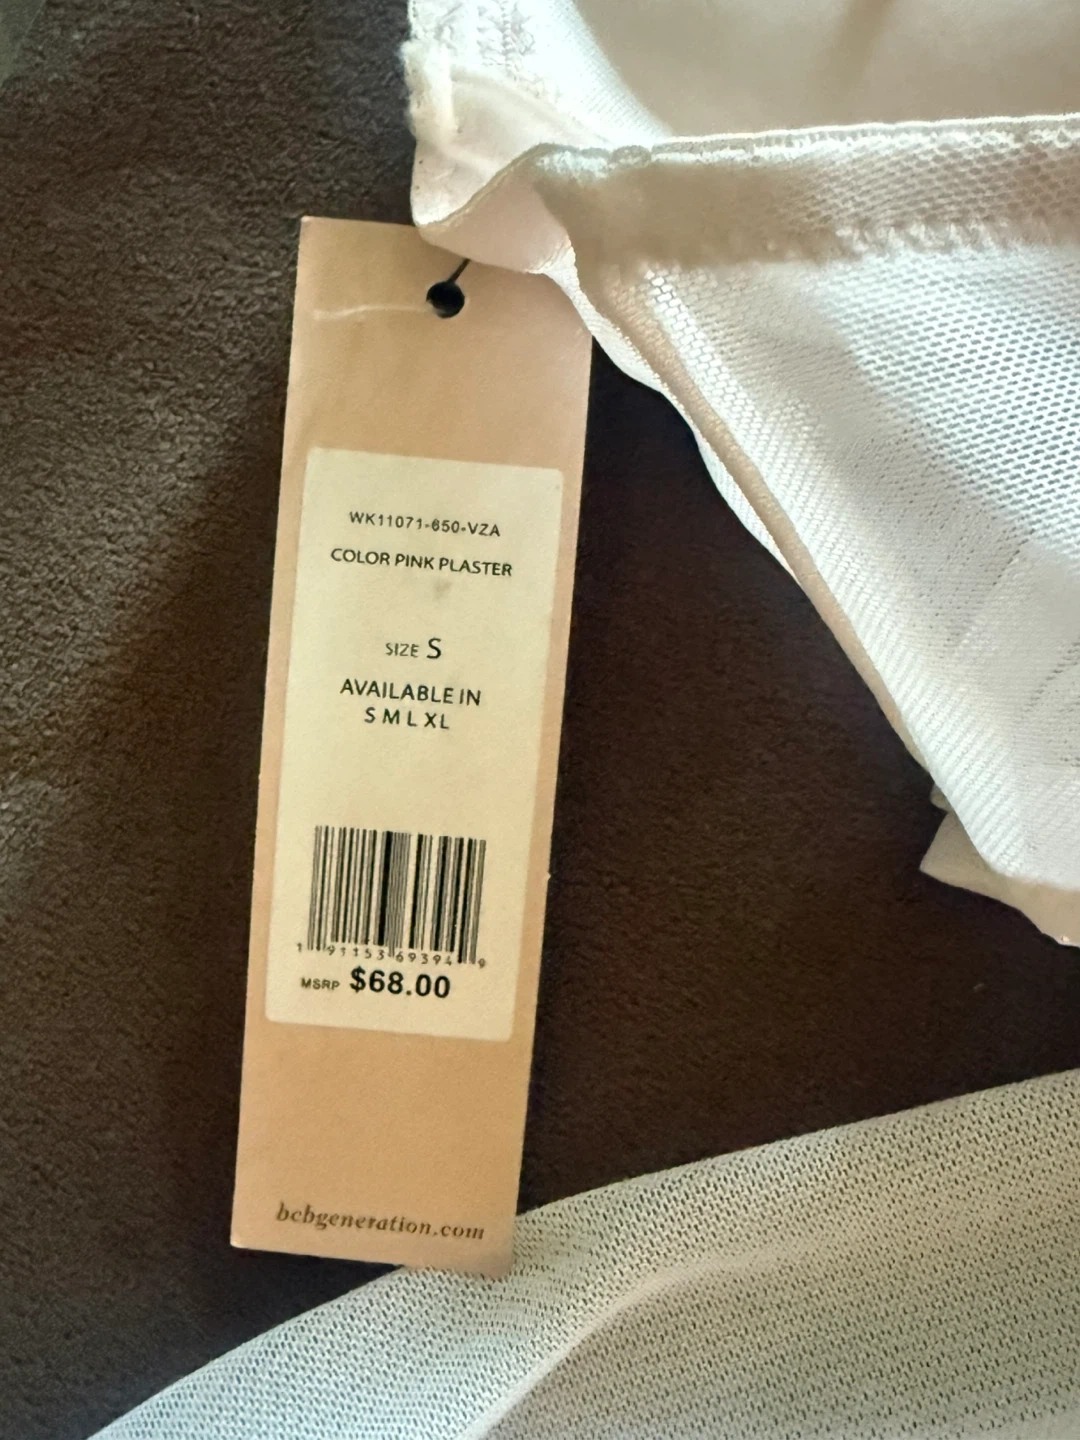 WK11071-650-VZA
COLOR PINK PLASTER
SIZE S
AVAILABLE IN
S M L XL
1 91153 69394 9
MSRP $68.00
bcbgeneration.com